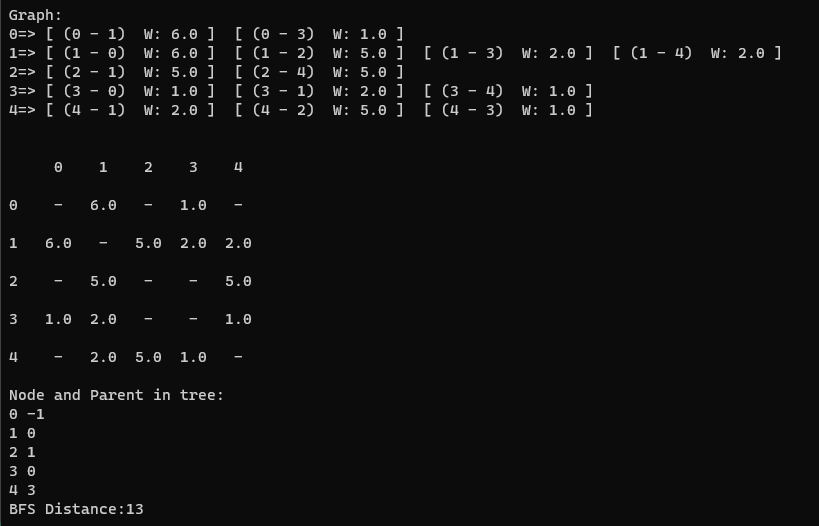 Graph:
0=> [ (0 - 1)  W: 6.0 ]  [ (0 - 3)  W: 1.0 ]
1=> [ (1 - 0)  W: 6.0 ]  [ (1 - 2)  W: 5.0 ]  [ (1 - 3)  W: 2.0 ]  [ (1 - 4)  W: 2.0 ]
2=> [ (2 - 1)  W: 5.0 ]  [ (2 - 4)  W: 5.0 ]
3=> [ (3 - 0)  W: 1.0 ]  [ (3 - 1)  W: 2.0 ]  [ (3 - 4)  W: 1.0 ]
4=> [ (4 - 1)  W: 2.0 ]  [ (4 - 2)  W: 5.0 ]  [ (4 - 3)  W: 1.0 ]
     0    1    2    3    4
0    -   6.0   -   1.0   -
1   6.0   -   5.0  2.0  2.0
2    -   5.0   -    -   5.0
3   1.0  2.0   -    -   1.0
4    -   2.0  5.0  1.0   -
Node and Parent in tree:
0 -1
1 0
2 1
3 0
4 3
BFS Distance:13